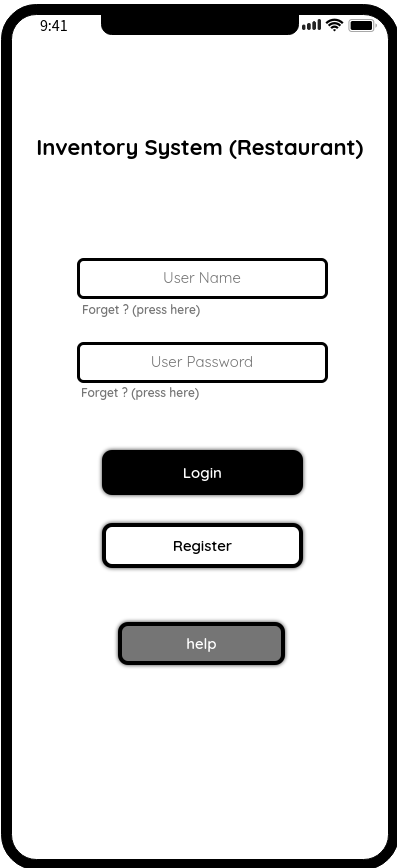 9:41
Inventory System (Restaurant)
User Name
Forget ? (press here)
User Password
Forget ? (press here)
Login
Register
help